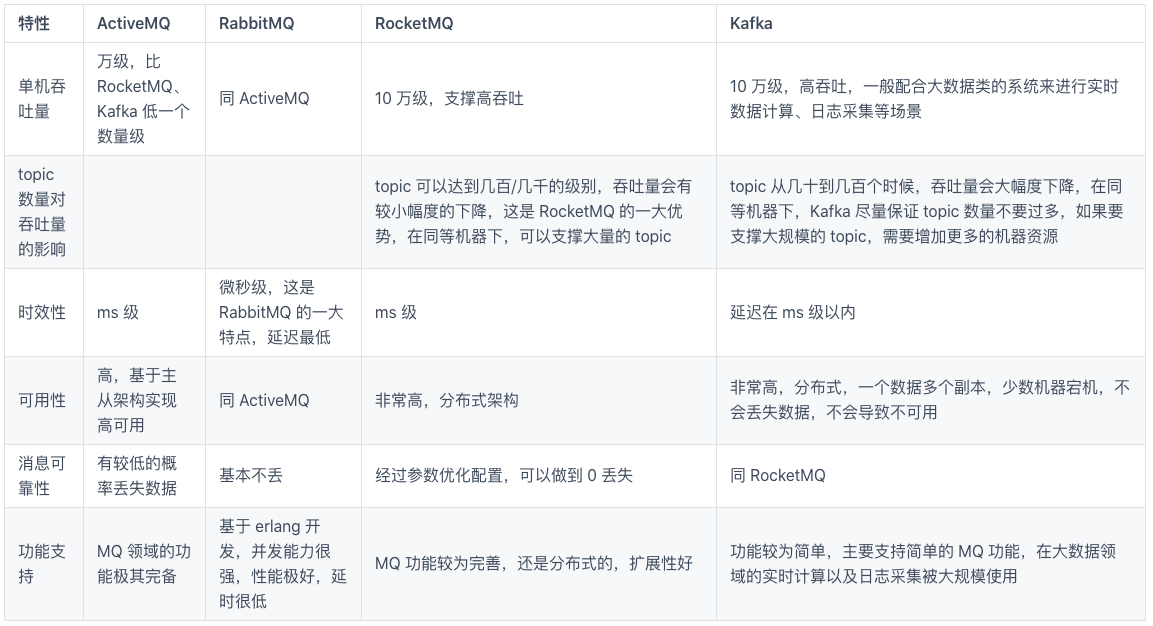 特性
ActiveMQ
RabbitMQ
RocketMQ
Kafka
单机吞
吐量
万级，比
RocketMQ、
Kafka 低一个
数量级
同 ActiveMQ
10 万级，支撑高吞吐
10 万级，高吞吐，一般配合大数据类的系统来进行实时
数据计算、日志采集等场景
topic
数量对
吞吐量
的影响
topic 可以达到几百/几千的级别，吞吐量会有
较小幅度的下降，这是 RocketMQ 的一大优
势，在同等机器下，可以支撑大量的 topic
topic 从几十到几百个时候，吞吐量会大幅度下降，在同
等机器下，Kafka 尽量保证 topic 数量不要过多，如果要
支撑大规模的 topic，需要增加更多的机器资源
时效性
ms 级
微秒级，这是
RabbitMQ 的一大
特点，延迟最低
ms 级
延迟在 ms 级以内
可用性
高，基于主
从架构实现
高可用
同 ActiveMQ
非常高，分布式架构
非常高，分布式，一个数据多个副本，少数机器宕机，不
会丢失数据，不会导致不可用
消息可
靠性
有较低的概
率丢失数据
基本不丢
经过参数优化配置，可以做到 0 丢失
同 RocketMQ
功能支
持
MQ 领域的功
能极其完备
基于 erlang 开
发，并发能力很
强，性能极好，延
时很低
MQ 功能较为完善，还是分布式的，扩展性好
功能较为简单，主要支持简单的 MQ 功能，在大数据领
域的实时计算以及日志采集被大规模使用